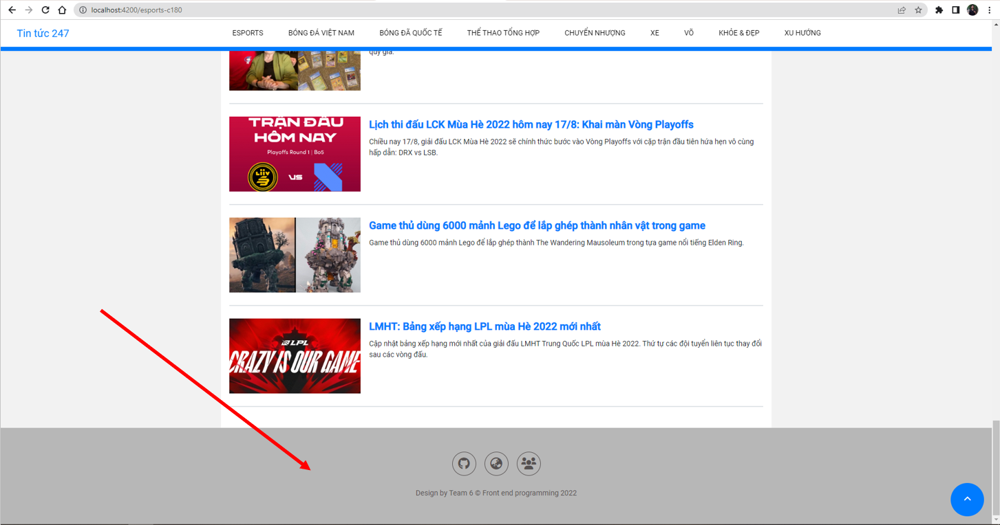 localhost:4200/esports-c180
Tin tức 247
ESPORTS BÓNG ĐÁ VIỆT NAM BÓNG ĐÃ QUỐC TẾ THỂ THAO TỔNG HỢP CHUYỂN NHƯỢNG XE VÕ KHỎE & ĐẸP XU HƯỚNG
quý giá.
TRẬN ĐẤU
HÔM NAY
Playoffs Round 1 | Bo5
Liiv
VS
Lịch thi đấu LCK Mùa Hè 2022 hôm nay 17/8: Khai màn Vòng Playoffs
Chiều nay 17/8, giải đấu LCK Mùa Hè 2022 sẽ chính thức bước vào Vòng Playoffs với cặp trận đầu tiên hứa hẹn vô cùng
hấp dẫn: DRX vs LSB.
Game thủ dùng 6000 mảnh Lego để lắp ghép thành nhân vật trong game
Game thủ dùng 6000 mảnh Lego để lắp ghép thành The Wandering Mausoleum trong tựa game nổi tiếng Elden Ring.
LPL
CRAZY IS OUR GAME
LMHT: Bảng xếp hạng LPL mùa Hè 2022 mới nhất
Cập nhật bảng xếp hạng mới nhất của giải đấu LMHT Trung Quốc LPL mùa Hè 2022. Thứ tự các đội tuyển liên tục thay đổi
sau các vòng đấu.
Design by Team 6 © Front end programming 2022